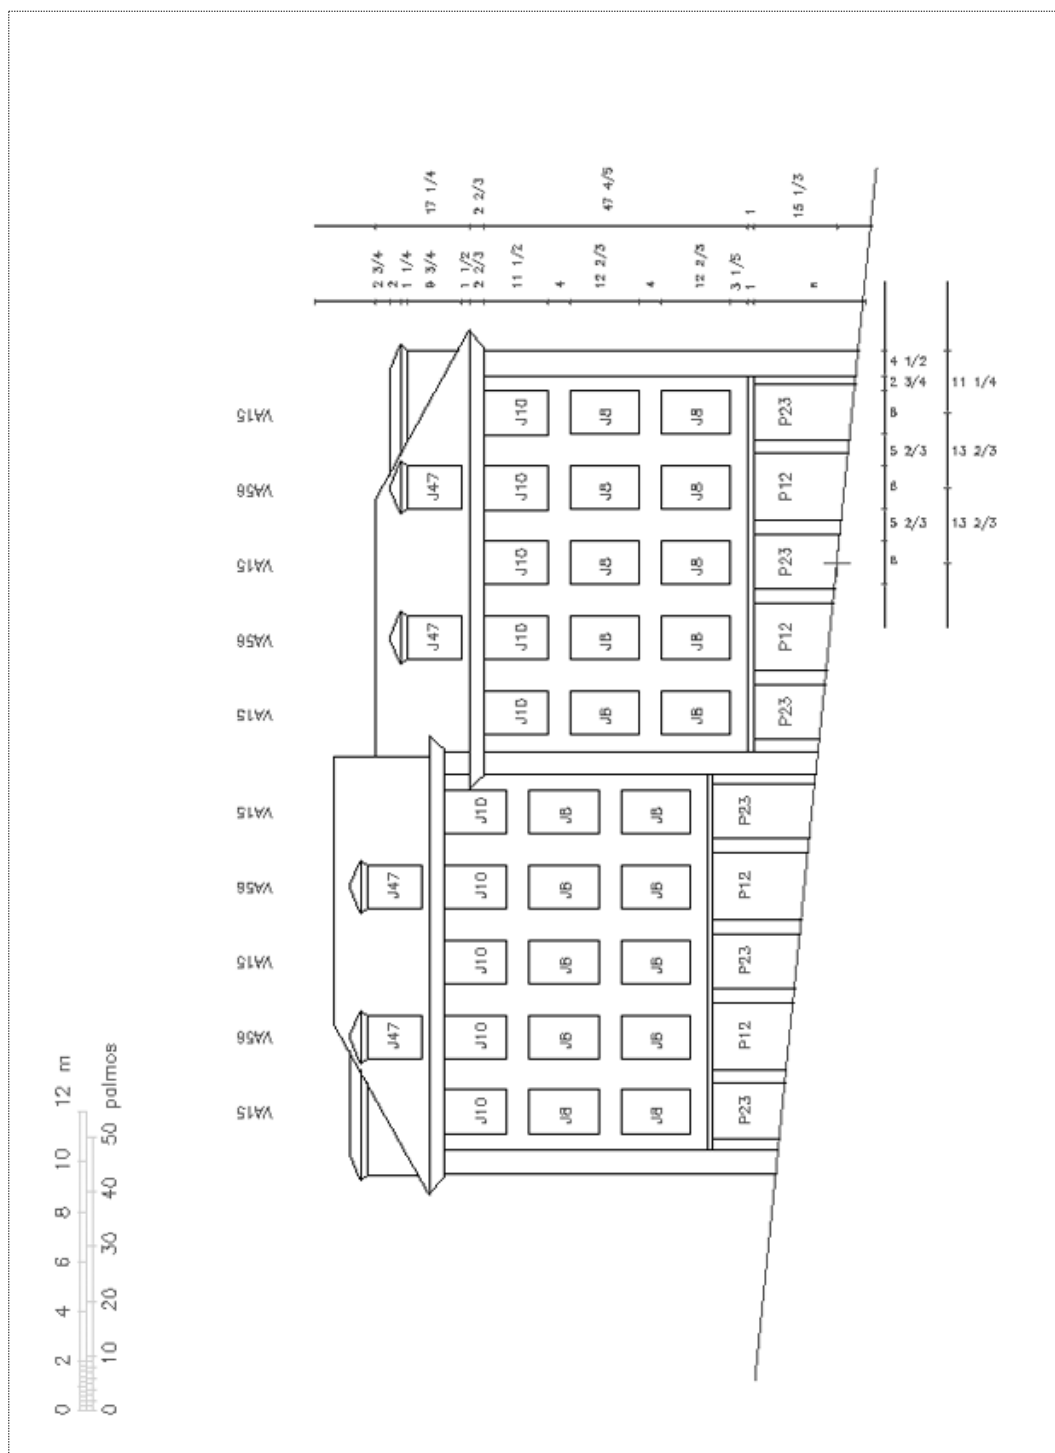 0 2 4 6 8 10 12 m
0 10 20 30 40 50 palmos
VA15 VA56 VA15 VA56 VA15 VA15 VA56 VA15 VA56 VA15
J47 J47
J47 J47
J10 J10 J10 J10 J10
J10 J10 J10 J10 J10
J8 J8 J8 J8 J8
J8 J8 J8 J8 J8
J8 J8 J8 J8 J8
J8 J8 J8 J8 J8
P23 P12 P23 P12 P23
P23 P12 P23 P12 P23
2 3/4
2
1 1/4
9 3/4
1 1/2
2 2/3
11 1/2
4
12 2/3
4
12 2/3
3 1/5
1
n
17 1/4
2 2/3
47 4/5
1
15 1/3
4 1/2
2 3/4
8
5 2/3
8
5 2/3
8
11 1/4
13 2/3
13 2/3